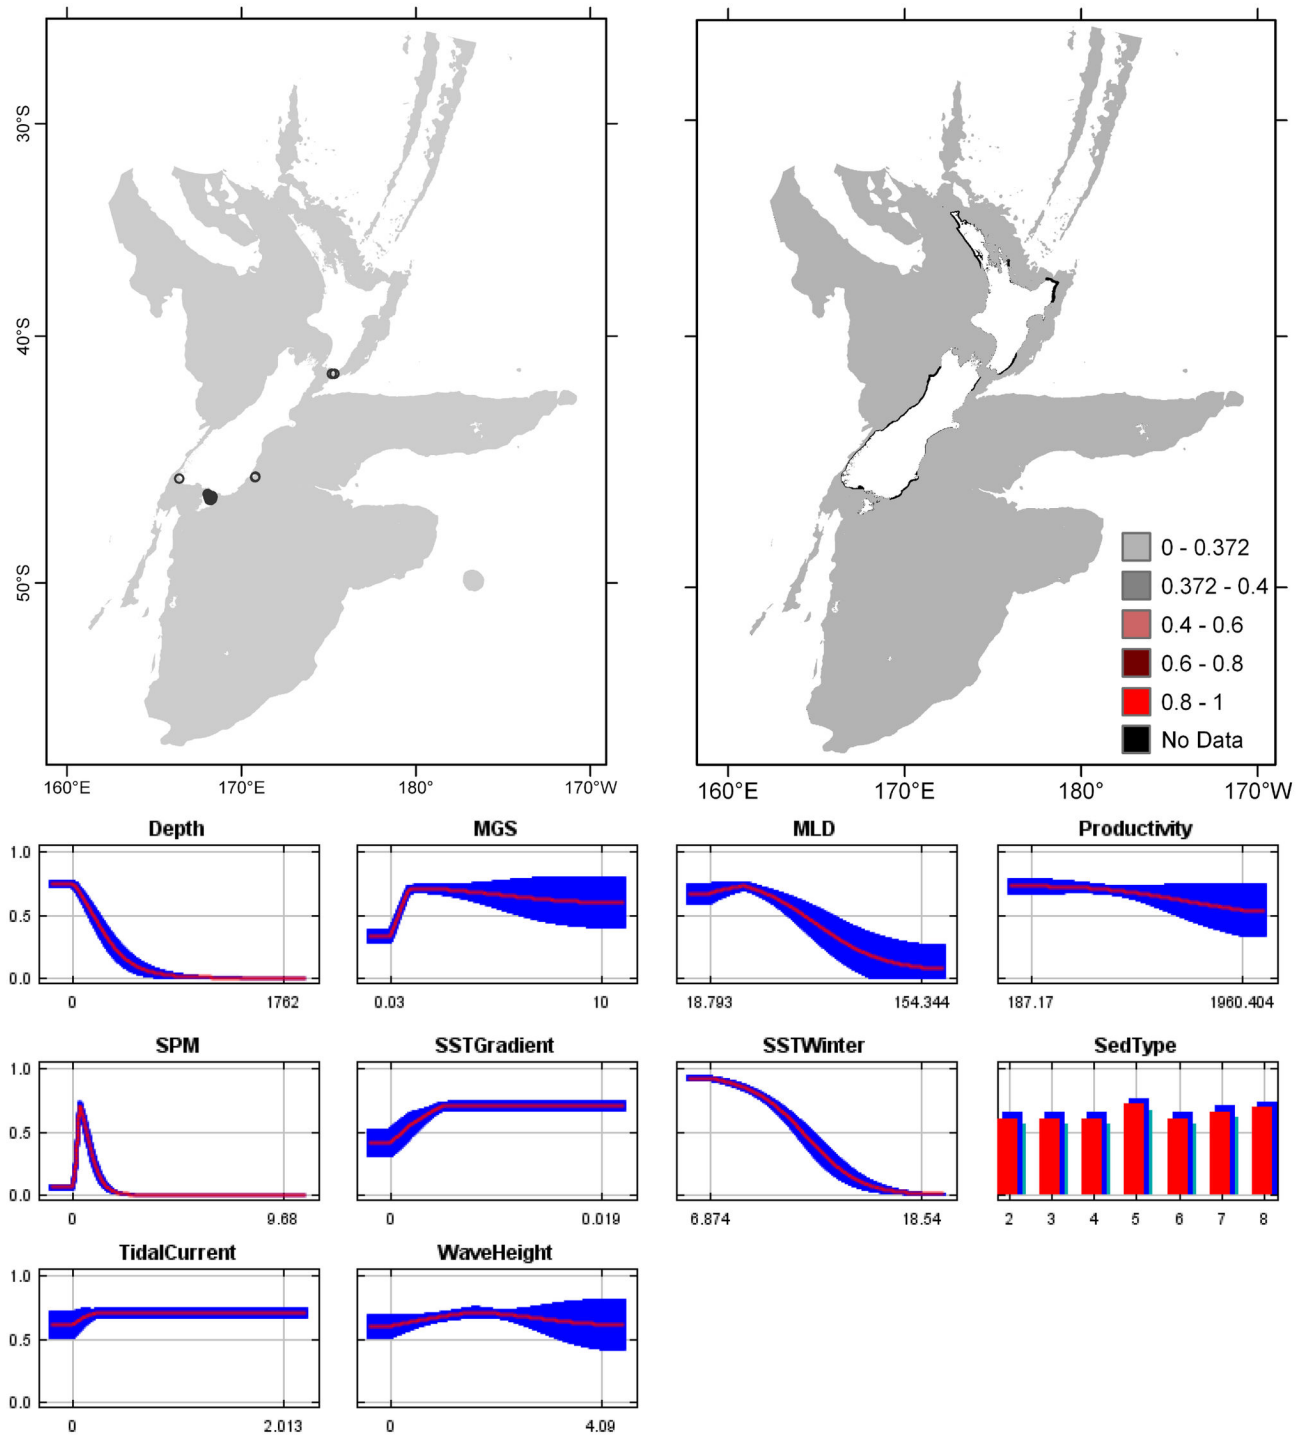 30°S
40°S
50°S
160°E 170°E 180° 170°W
0 - 0.372
0.372 - 0.4
0.4 - 0.6
0.6 - 0.8
0.8 - 1
No Data
160°E 170°E 180° 170°W
Depth MGS MLD Productivity
1.0
0.5
0.0
0 1762 0.03 10 18.793 154.344 187.17 1960.404
SPM SSTGradient SSTWinter SedType
1.0
0.5
0.0
0 9.68 0 0.019 6.874 18.54 2 3 4 5 6 7 8
TidalCurrent WaveHeight
1.0
0.5
0.0
0 2.013 0 4.09